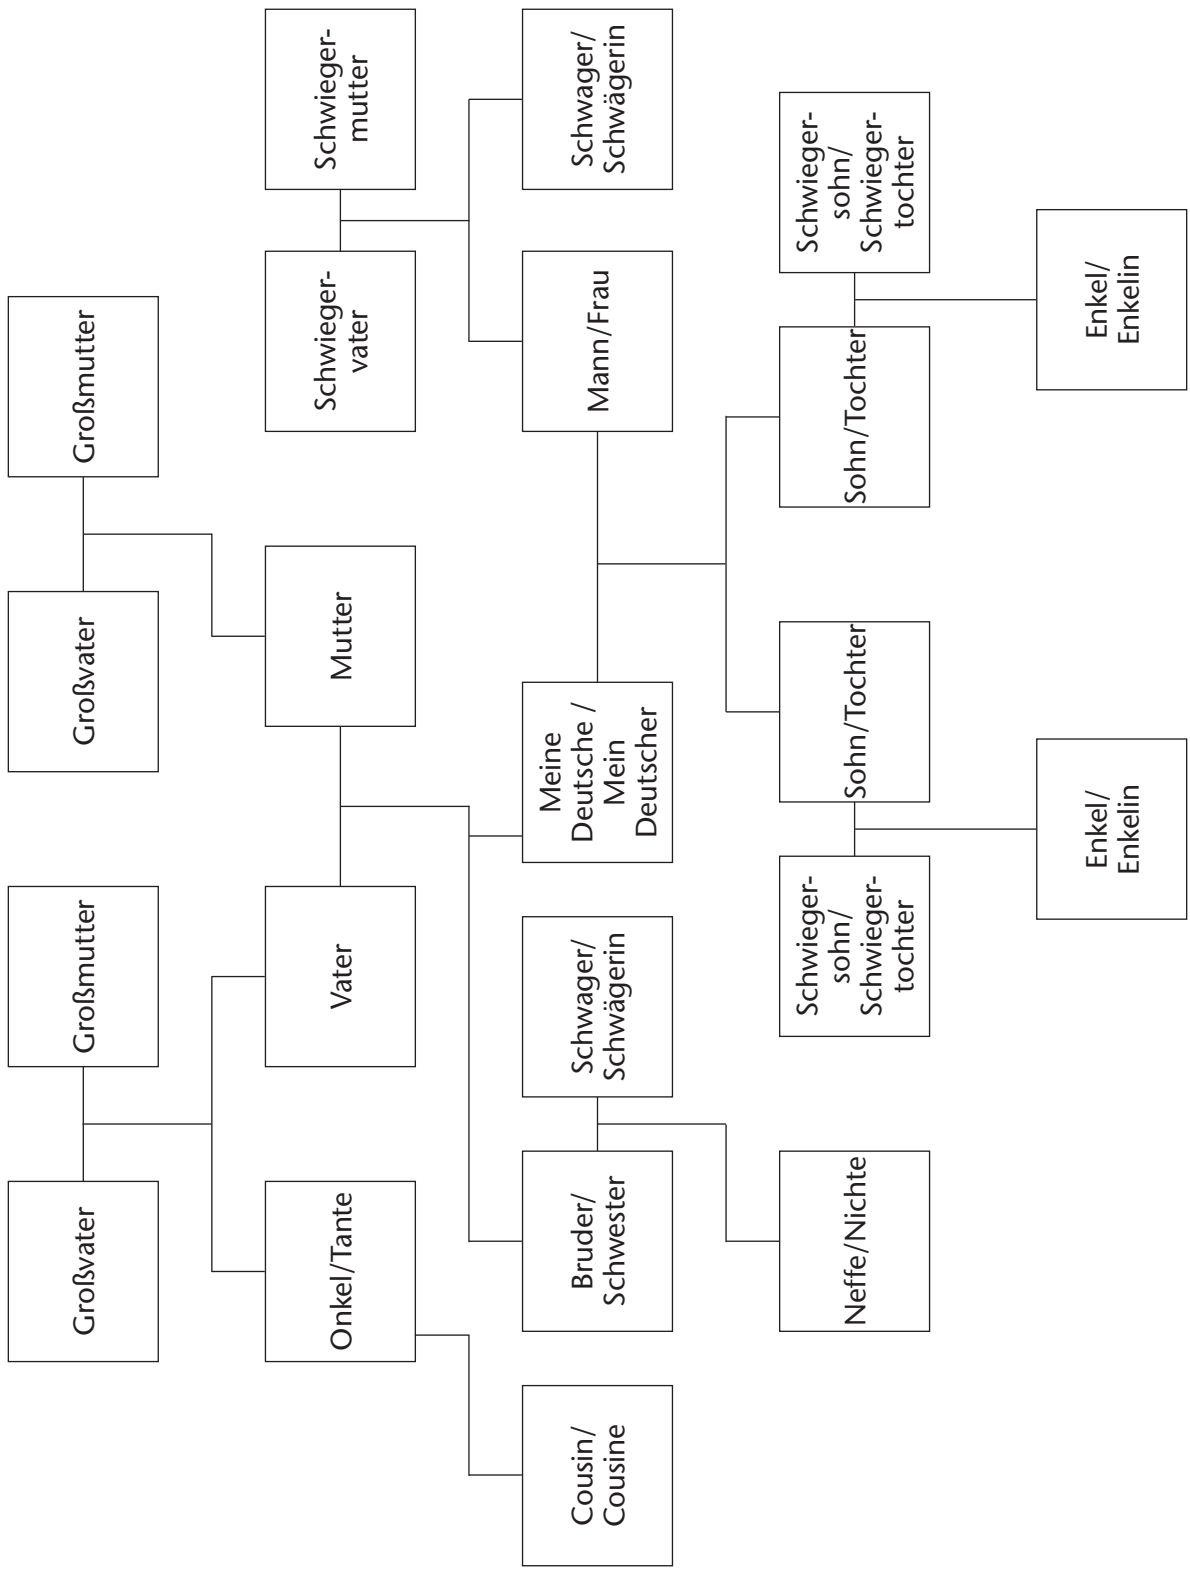 Großvater
Großmutter
Großvater
Großmutter
Onkel/Tante
Vater
Mutter
Schwieger-
vater
Schwieger-
mutter
Cousin/
Cousine
Bruder/
Schwester
Schwager/
Schwägerin
Meine
Deutsche /
Mein
Deutscher
Mann/Frau
Schwager/
Schwägerin
Neffe/Nichte
Schwieger-
sohn/
Schwieger-
tochter
Sohn/Tochter
Sohn/Tochter
Schwieger-
sohn/
Schwieger-
tochter
Enkel/
Enkelin
Enkel/
Enkelin